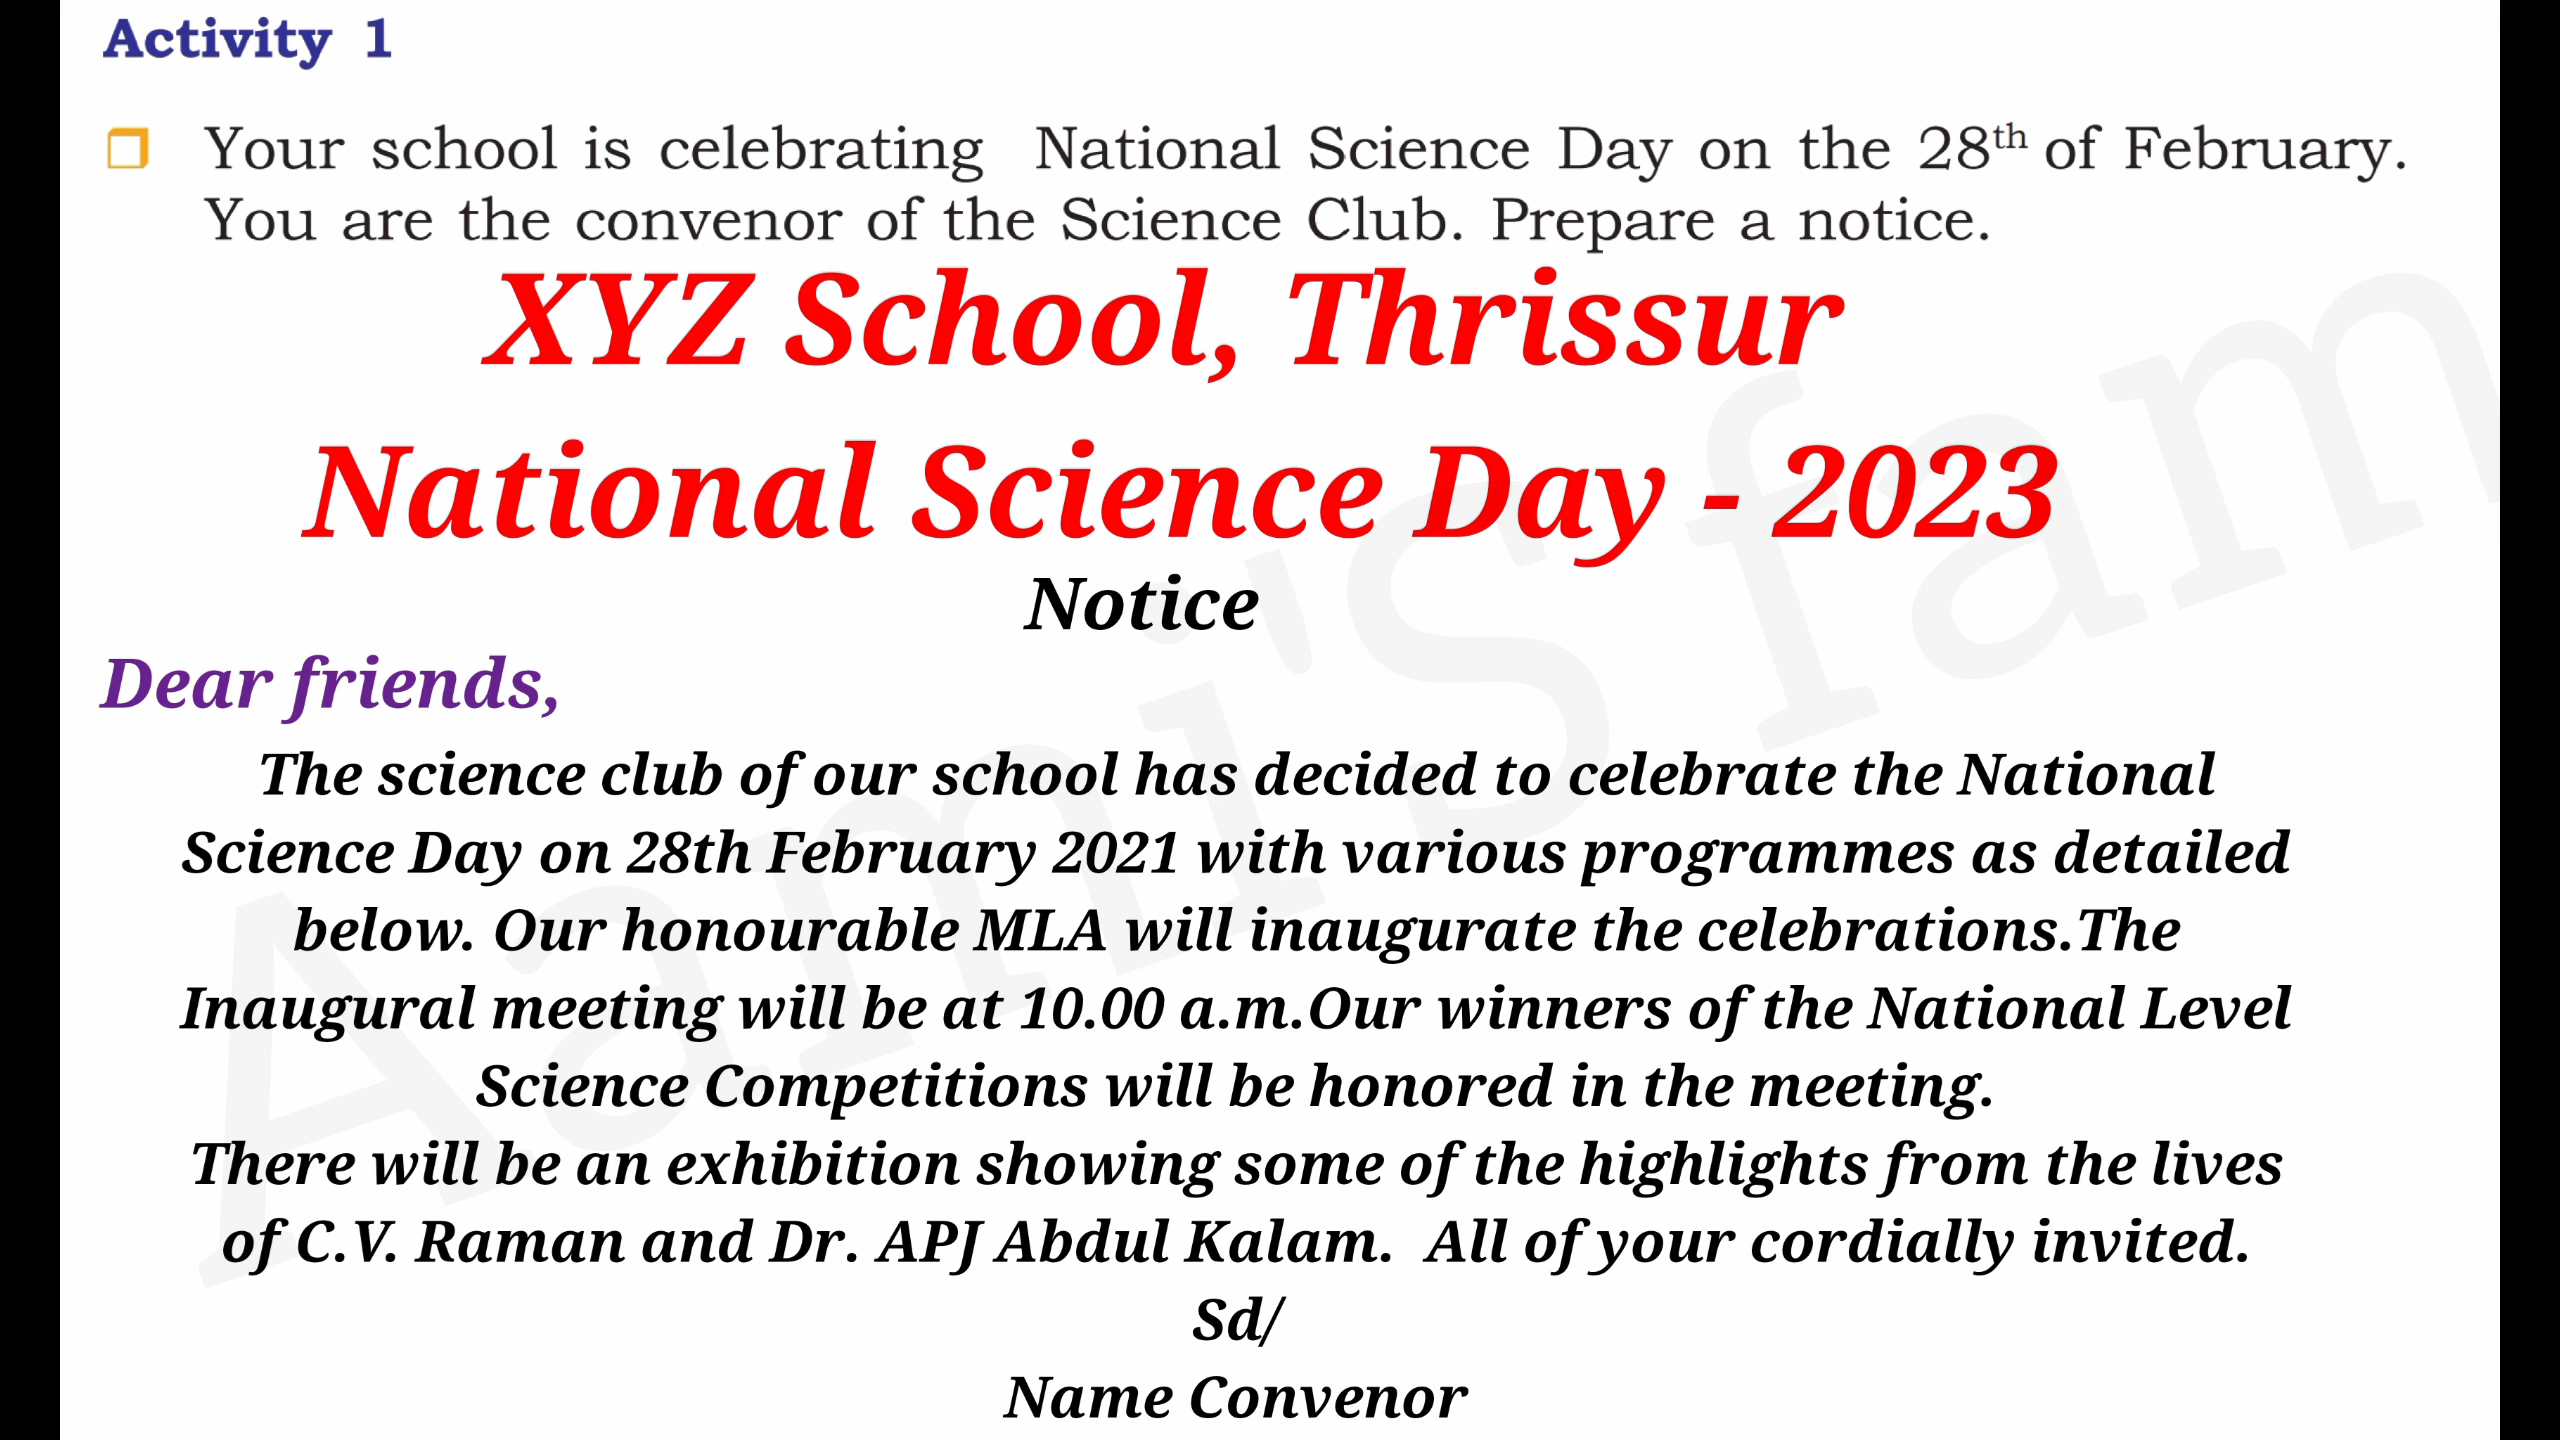 Activity 1
Your school is celebrating National Science Day on the 28th of February.
You are the convenor of the Science Club. Prepare a notice.
XYZ School, Thrissur
National Science Day - 2023
Notice
Dear friends,
The science club of our school has decided to celebrate the National
Science Day on 28th February 2021 with various programmes as detailed
below. Our honourable MLA will inaugurate the celebrations.The
Inaugural meeting will be at 10.00 a.m.Our winners of the National Level
Science Competitions will be honored in the meeting.
There will be an exhibition showing some of the highlights from the lives
of C.V. Raman and Dr. APJ Abdul Kalam. All of your cordially invited.
Sd/
Name Convenor
Aami'S fam